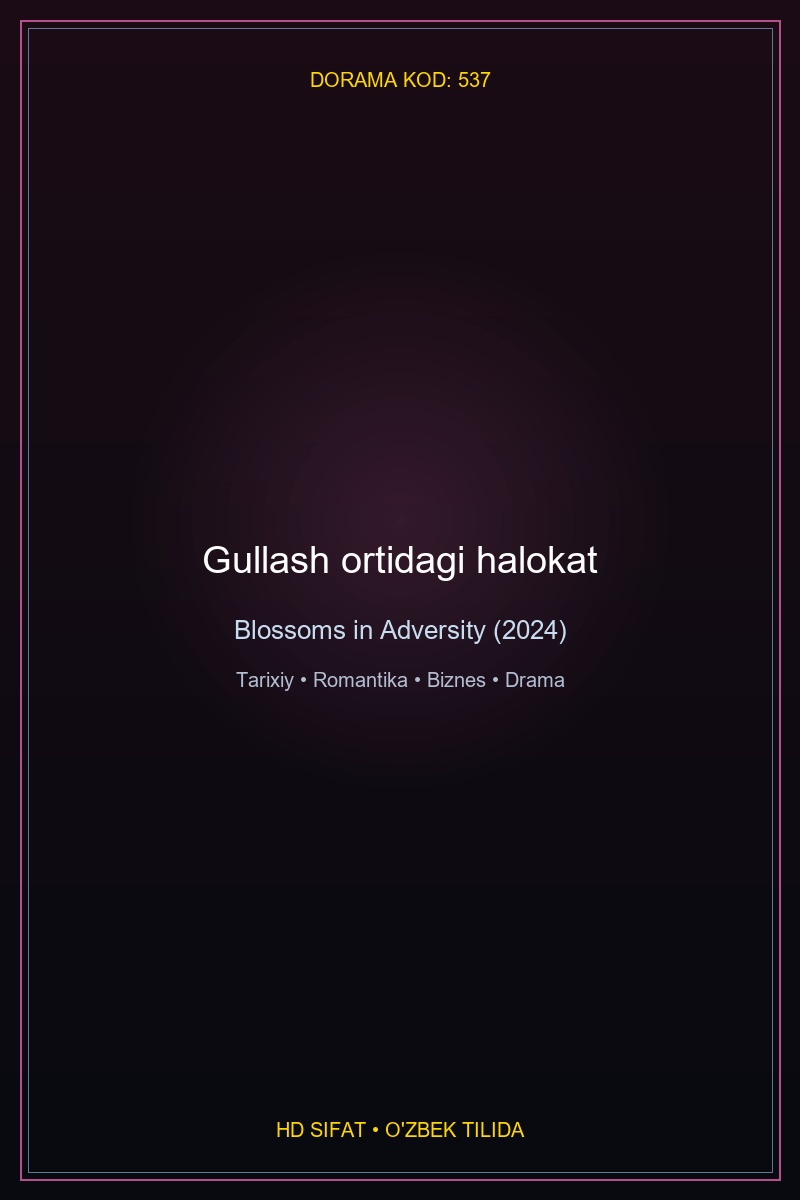 DORAMA KOD: 537
Gullash ortidagi halokat
Blossoms in Adversity (2024)
Tarixiy • Romantika • Biznes • Drama
HD SIFAT • O'ZBEK TILIDA